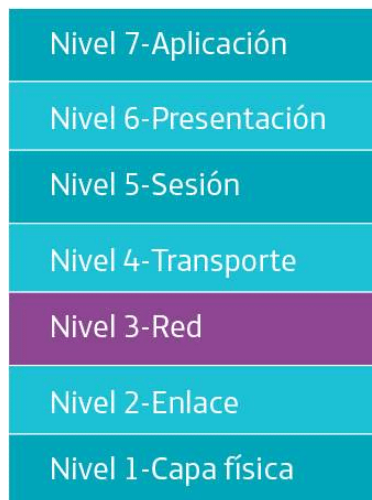 Nivel 7-Aplicación
Nivel 6-Presentación
Nivel 5-Sesión
Nivel 4-Transporte
Nivel 3-Red
Nivel 2-Enlace
Nivel 1-Capa física